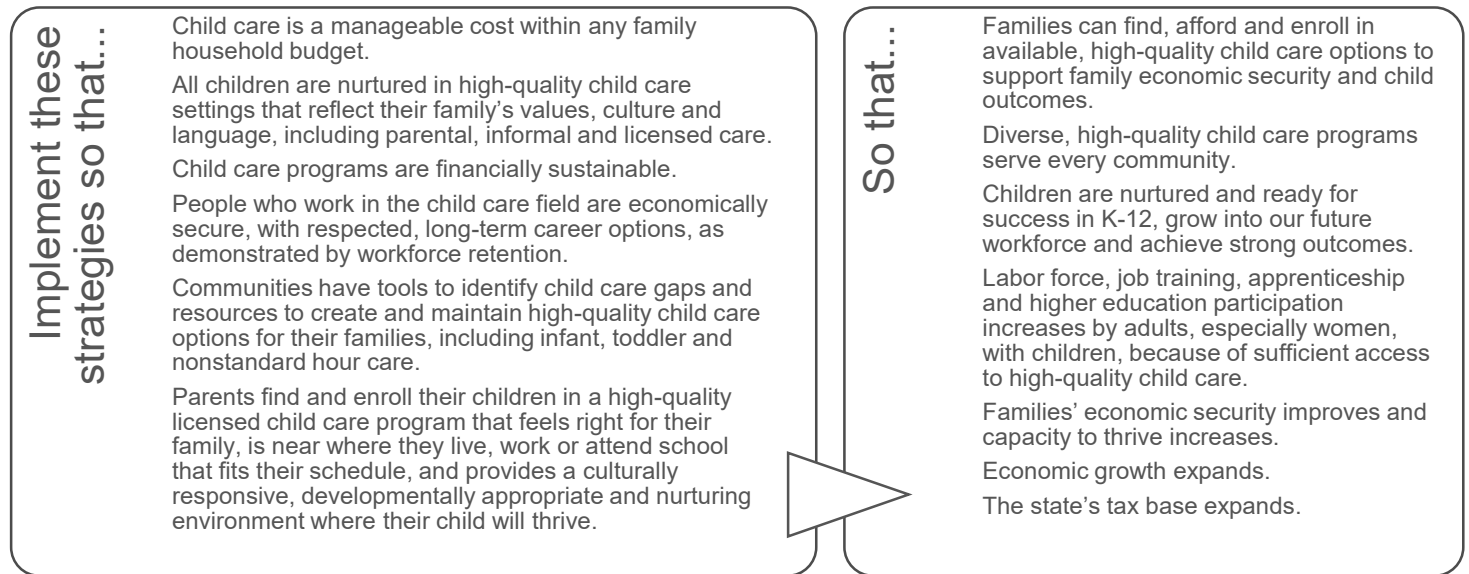 Implement these
strategies so that...
Child care is a manageable cost within any family
household budget.
All children are nurtured in high-quality child care
settings that reflect their family’s values, culture and
language, including parental, informal and licensed care.
Child care programs are financially sustainable.
People who work in the child care field are economically
secure, with respected, long-term career options, as
demonstrated by workforce retention.
Communities have tools to identify child care gaps and
resources to create and maintain high-quality child care
options for their families, including infant, toddler and
nonstandard hour care.
Parents find and enroll their children in a high-quality
licensed child care program that feels right for their
family, is near where they live, work or attend school
that fits their schedule, and provides a culturally
responsive, developmentally appropriate and nurturing
environment where their child will thrive.
So that...
Families can find, afford and enroll in
available, high-quality child care options to
support family economic security and child
outcomes.
Diverse, high-quality child care programs
serve every community.
Children are nurtured and ready for
success in K-12, grow into our future
workforce and achieve strong outcomes.
Labor force, job training, apprenticeship
and higher education participation
increases by adults, especially women,
with children, because of sufficient access
to high-quality child care.
Families’ economic security improves and
capacity to thrive increases.
Economic growth expands.
The state’s tax base expands.